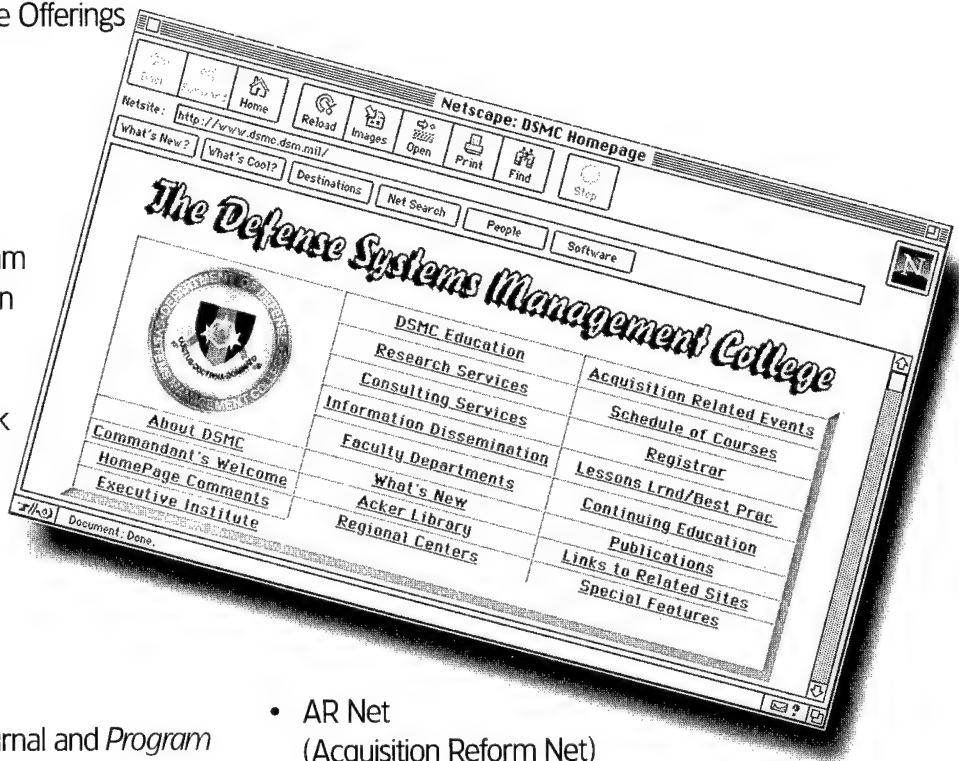 e Offerings
am
n
k
rnal and Program
• AR Net
(Acquisition Reform Net)
Netscape: DSMC Homepage
Back Forward Home Reload Images Open Print Find Stop
Netsite: http://www.dsmc.dsm.mil/
What's New? What's Cool? Destinations Net Search People Software
N
The Defense Systems Management College
About DSMC
Commandant's Welcome
HomePage Comments
Executive Institute
DSMC Education
Research Services
Consulting Services
Information Dissemination
Faculty Departments
What's New
Acker Library
Regional Centers
Acquisition Related Events
Schedule of Courses
Registrar
Lessons Lrnd/Best Prac
Continuing Education
Publications
Links to Related Sites
Special Features
Document: Done.
?